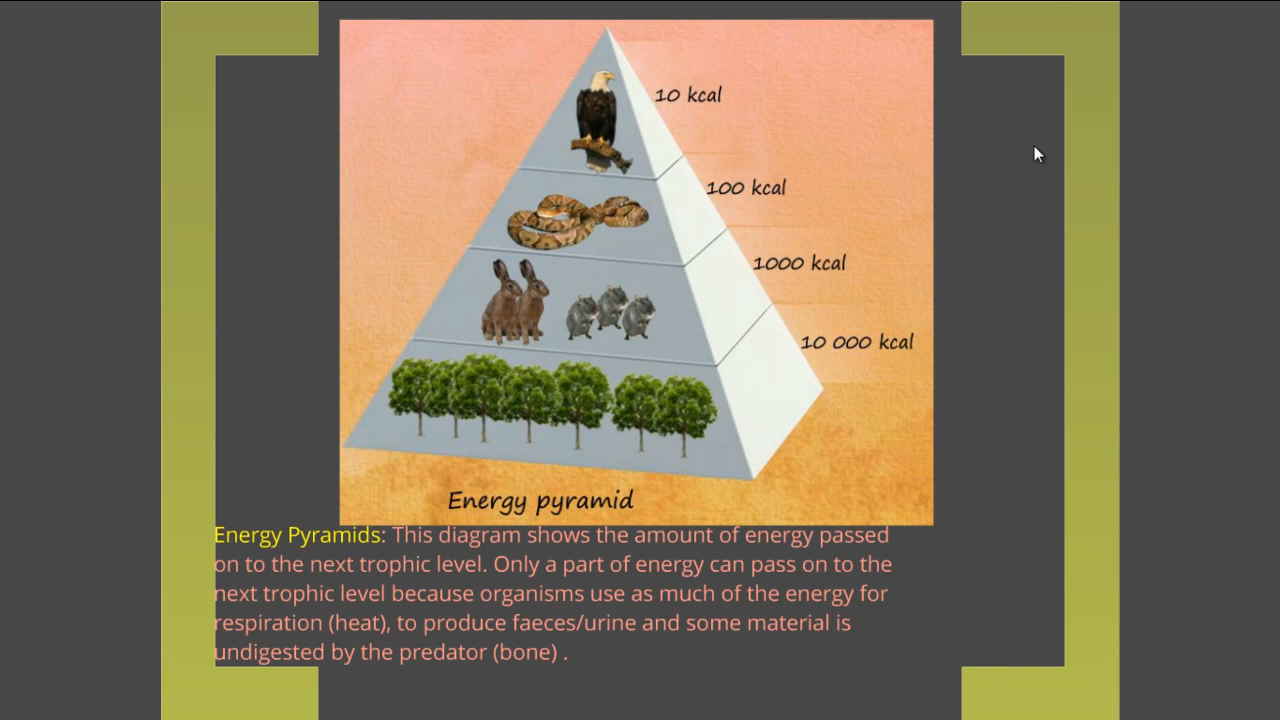 10 kcal
100 kcal
1000 kcal
10 000 kcal
Energy pyramid
Energy Pyramids: This diagram shows the amount of energy passed
on to the next trophic level. Only a part of energy can pass on to the
next trophic level because organisms use as much of the energy for
respiration (heat), to produce faeces/urine and some material is
undigested by the predator (bone) .